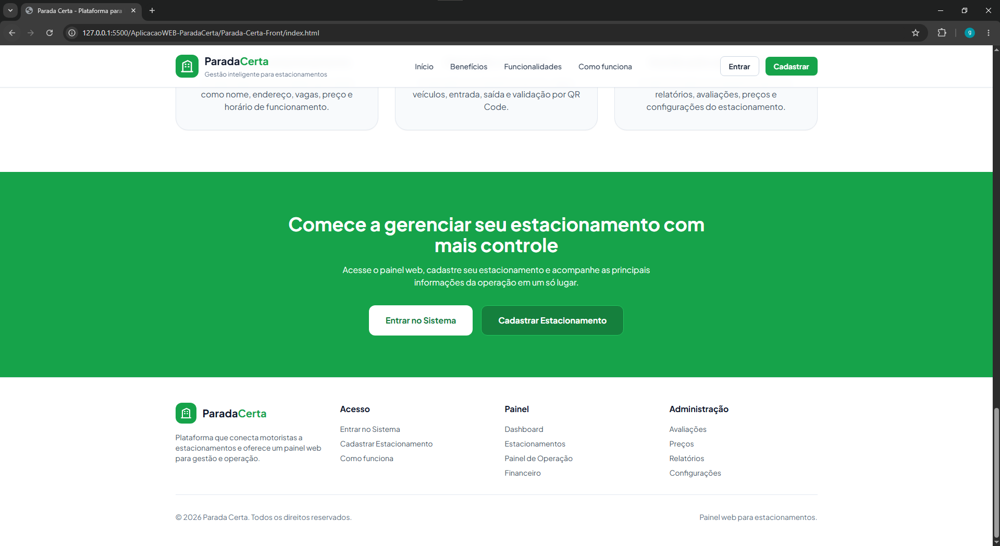 Parada Certa - Plataforma para
127.0.0.1:5500/AplicacaoWEB-ParadaCerta/Parada-Certa-Front/index.html
g
ParadaCerta
Gestão inteligente para estacionamentos
Início
Benefícios
Funcionalidades
Como funciona
Entrar
Cadastrar
como nome, endereço, vagas, preço e
horário de funcionamento.
veículos, entrada, saída e validação por QR
Code.
relatórios, avaliações, preços e
configurações do estacionamento.
Comece a gerenciar seu estacionamento com
mais controle
Acesse o painel web, cadastre seu estacionamento e acompanhe as principais
informações da operação em um só lugar.
Entrar no Sistema
Cadastrar Estacionamento
ParadaCerta
Plataforma que conecta motoristas a
estacionamentos e oferece um painel web
para gestão e operação.
Acesso
Entrar no Sistema
Cadastrar Estacionamento
Como funciona
Painel
Dashboard
Estacionamentos
Painel de Operação
Financeiro
Administração
Avaliações
Preços
Relatórios
Configurações
© 2026 Parada Certa. Todos os direitos reservados.
Painel web para estacionamentos.